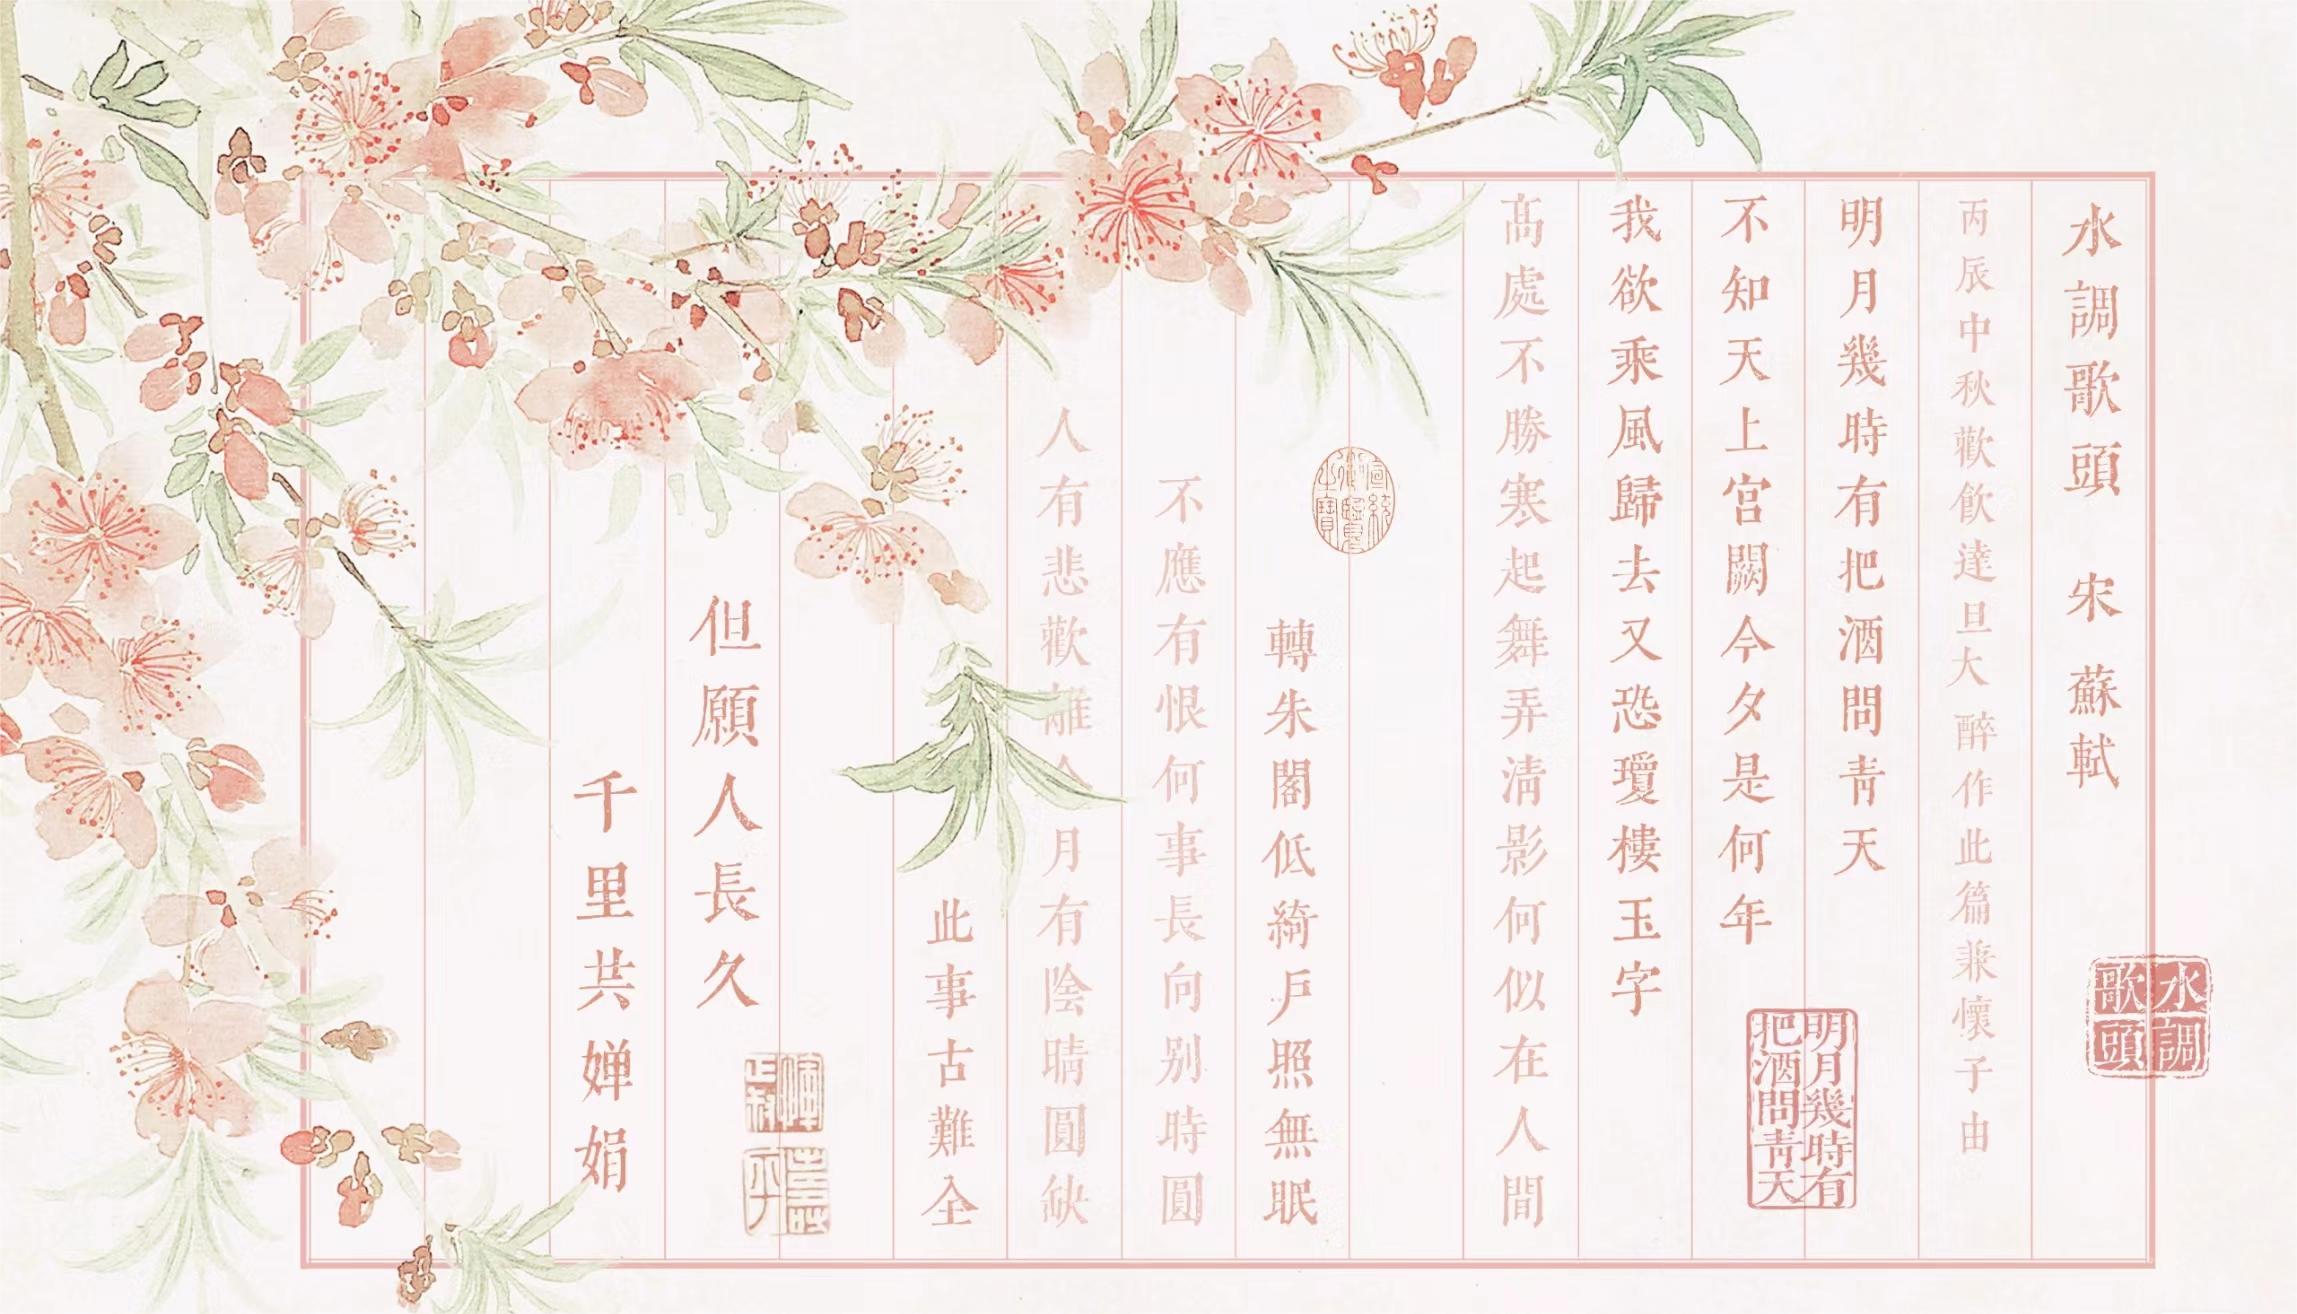 水調歌頭 宋 蘇軾
丙辰中秋歡飲達旦大醉作此篇兼懷子由
明月幾時有把酒問青天
不知天上宮闕今夕是何年
我欲乘風歸去又恐瓊樓玉宇
高處不勝寒起舞弄清影何似在人間
轉朱閣低綺戶照無眠
不應有恨何事長向別時圓
人有悲歡離合月有陰晴圓缺
此事古難全
但願人長久
千里共嬋娟
水調歌頭
明月幾時有
把酒問青天
宣統御覽之寶